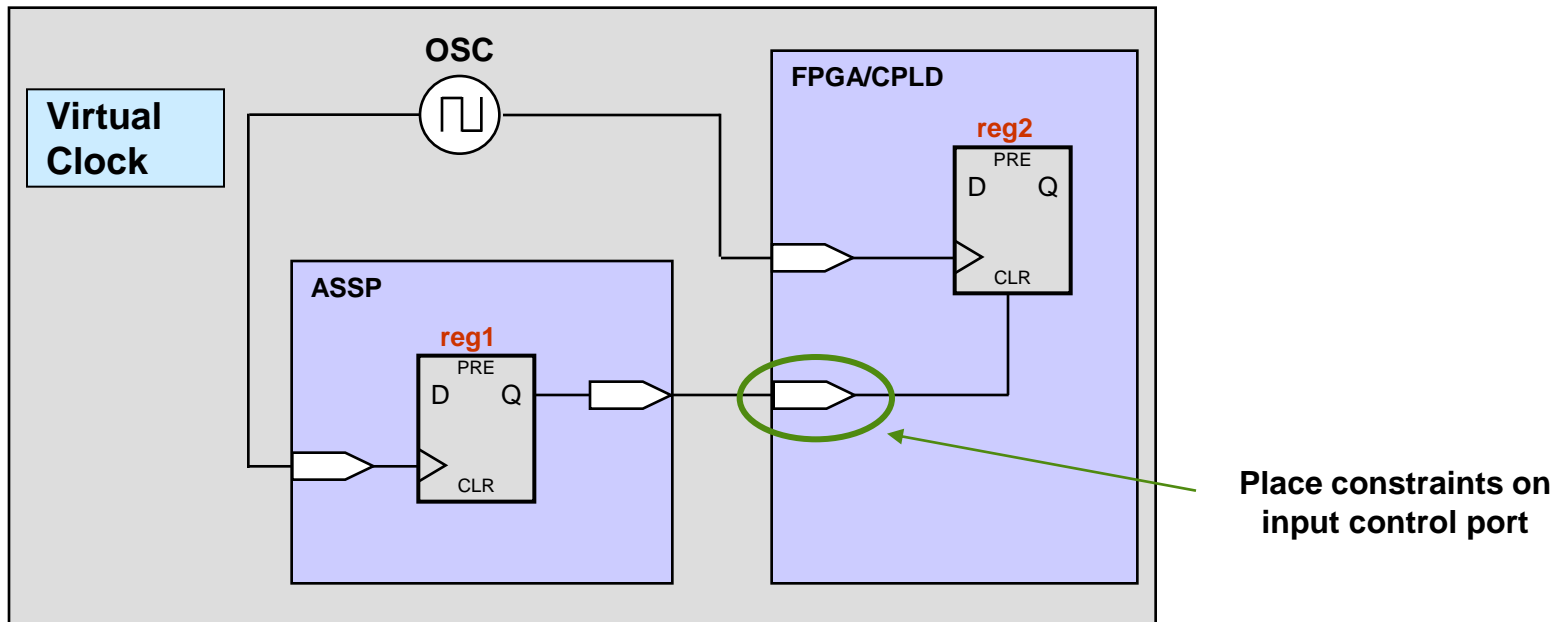 OSC
Virtual
Clock
FPGA/CPLD
reg2
PRE
D Q
CLR
ASSP
reg1
PRE
D Q
CLR
Place constraints on
input control port